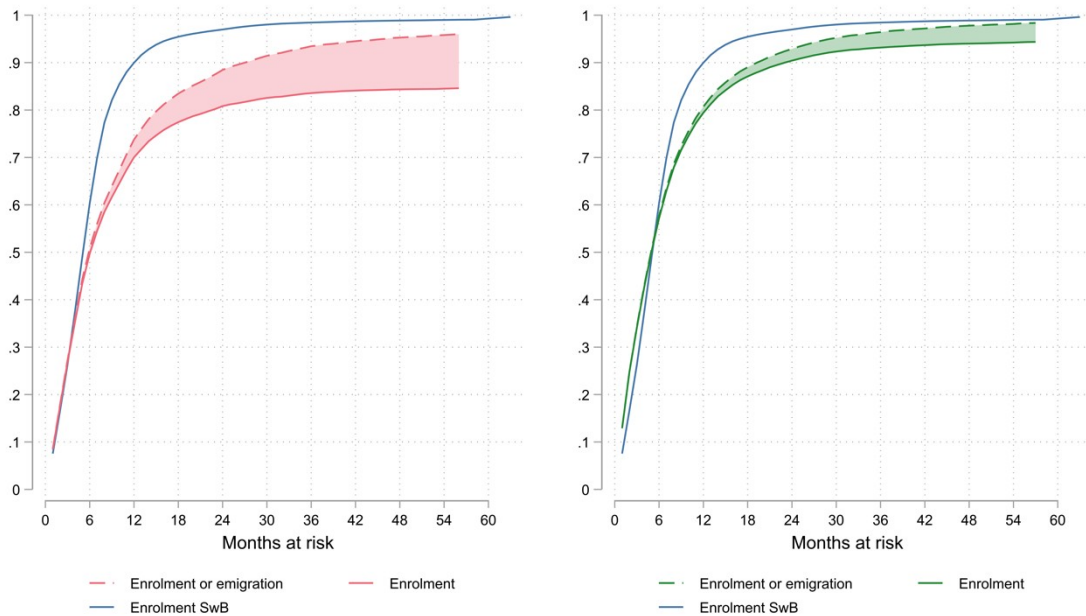 1
.9
.8
.7
.6
.5
.4
.3
.2
.1
0
0 6 12 18 24 30 36 42 48 54 60
Months at risk
Enrolment or emigration Enrolment
Enrolment SwB
1
.9
.8
.7
.6
.5
.4
.3
.2
.1
0
0 6 12 18 24 30 36 42 48 54 60
Months at risk
Enrolment or emigration Enrolment
Enrolment SwB